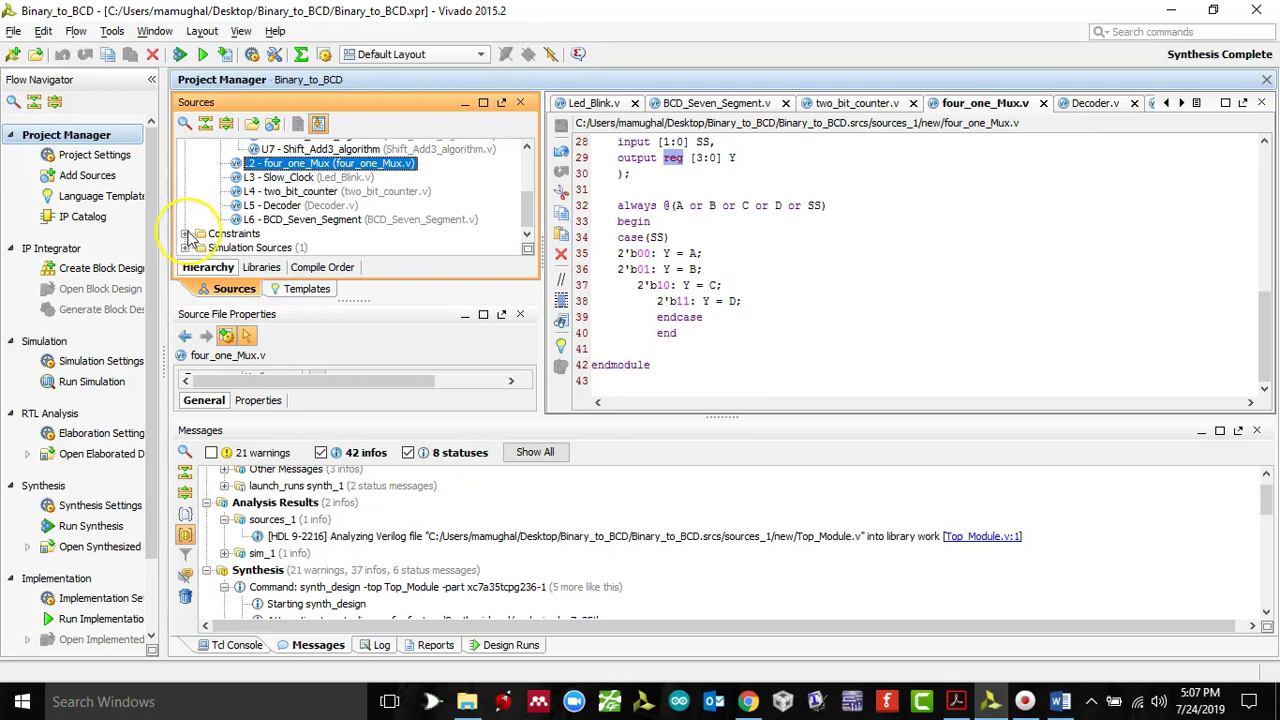 Binary_to_BCD - [C:/Users/mamughal/Desktop/Binary_to_BCD/Binary_to_BCD.xpr] - Vivado 2015.2
File Edit Flow Tools Window Layout View Help
Search commands
Default Layout
Synthesis Complete
Flow Navigator
Project Manager
Project Settings
Add Sources
Language Template
IP Catalog
IP Integrator
Create Block Desig
Open Block Design
Generate Block De
Simulation
Simulation Settings
Run Simulation
RTL Analysis
Elaboration Setting
Open Elaborated D
Synthesis
Synthesis Settings
Run Synthesis
Open Synthesized
Implementation
Implementation Se
Run Implementatio
Open Implemented
Project Manager - Binary_to_BCD
Sources
U7 - Shift_Add3_algorithm (Shift_Add3_algorithm.v)
L2 - four_one_Mux (four_one_Mux.v)
L3 - Slow_Clock (Led_Blink.v)
L4 - two_bit_counter (two_bit_counter.v)
L5 - Decoder (Decoder.v)
L6 - BCD_Seven_Segment (BCD_Seven_Segment.v)
Constraints
Simulation Sources (1)
Hierarchy Libraries Compile Order
Sources Templates
Source File Properties
four_one_Mux.v
General Properties
Led_Blink.v BCD_Seven_Segment.v two_bit_counter.v four_one_Mux.v Decoder.v
C:/Users/mamughal/Desktop/Binary_to_BCD/Binary_to_BCD.srcs/sources_1/new/four_one_Mux.v
28 input [1:0] SS,
29 output reg [3:0] Y
30 );
31
32 always @(A or B or C or D or SS)
33 begin
34 case(SS)
35 2'b00: Y = A;
36 2'b01: Y = B;
37 2'b10: Y = C;
38 2'b11: Y = D;
39 endcase
40 end
41
42 endmodule
43
Messages
21 warnings 42 infos 8 statuses Show All
Other Messages (3 infos)
launch_runs synth_1 (2 status messages)
Analysis Results (2 infos)
sources_1 (1 info)
[HDL 9-2216] Analyzing Verilog file "C:/Users/mamughal/Desktop/Binary_to_BCD/Binary_to_BCD.srcs/sources_1/new/Top_Module.v" into library work [Top_Module.v:1]
sim_1 (1 info)
Synthesis (21 warnings, 37 infos, 6 status messages)
Command: synth_design -top Top_Module -part xc7a35tcpg236-1 (5 more like this)
Starting synth_design
Tcl Console Messages Log Reports Design Runs
Search Windows
5:07 PM
7/24/2019